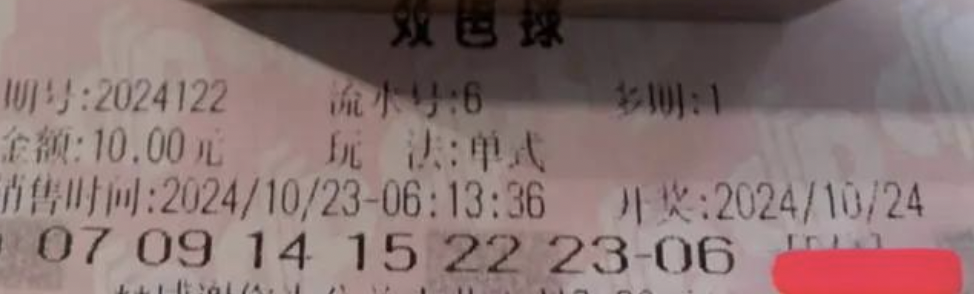 双色球
期号:2024122 流水号:6 多期:1
金额:10.00元 玩 法:单式
销售时间:2024/10/23-06:13:36 开奖:2024/10/24
07 09 14 15 22 23-06